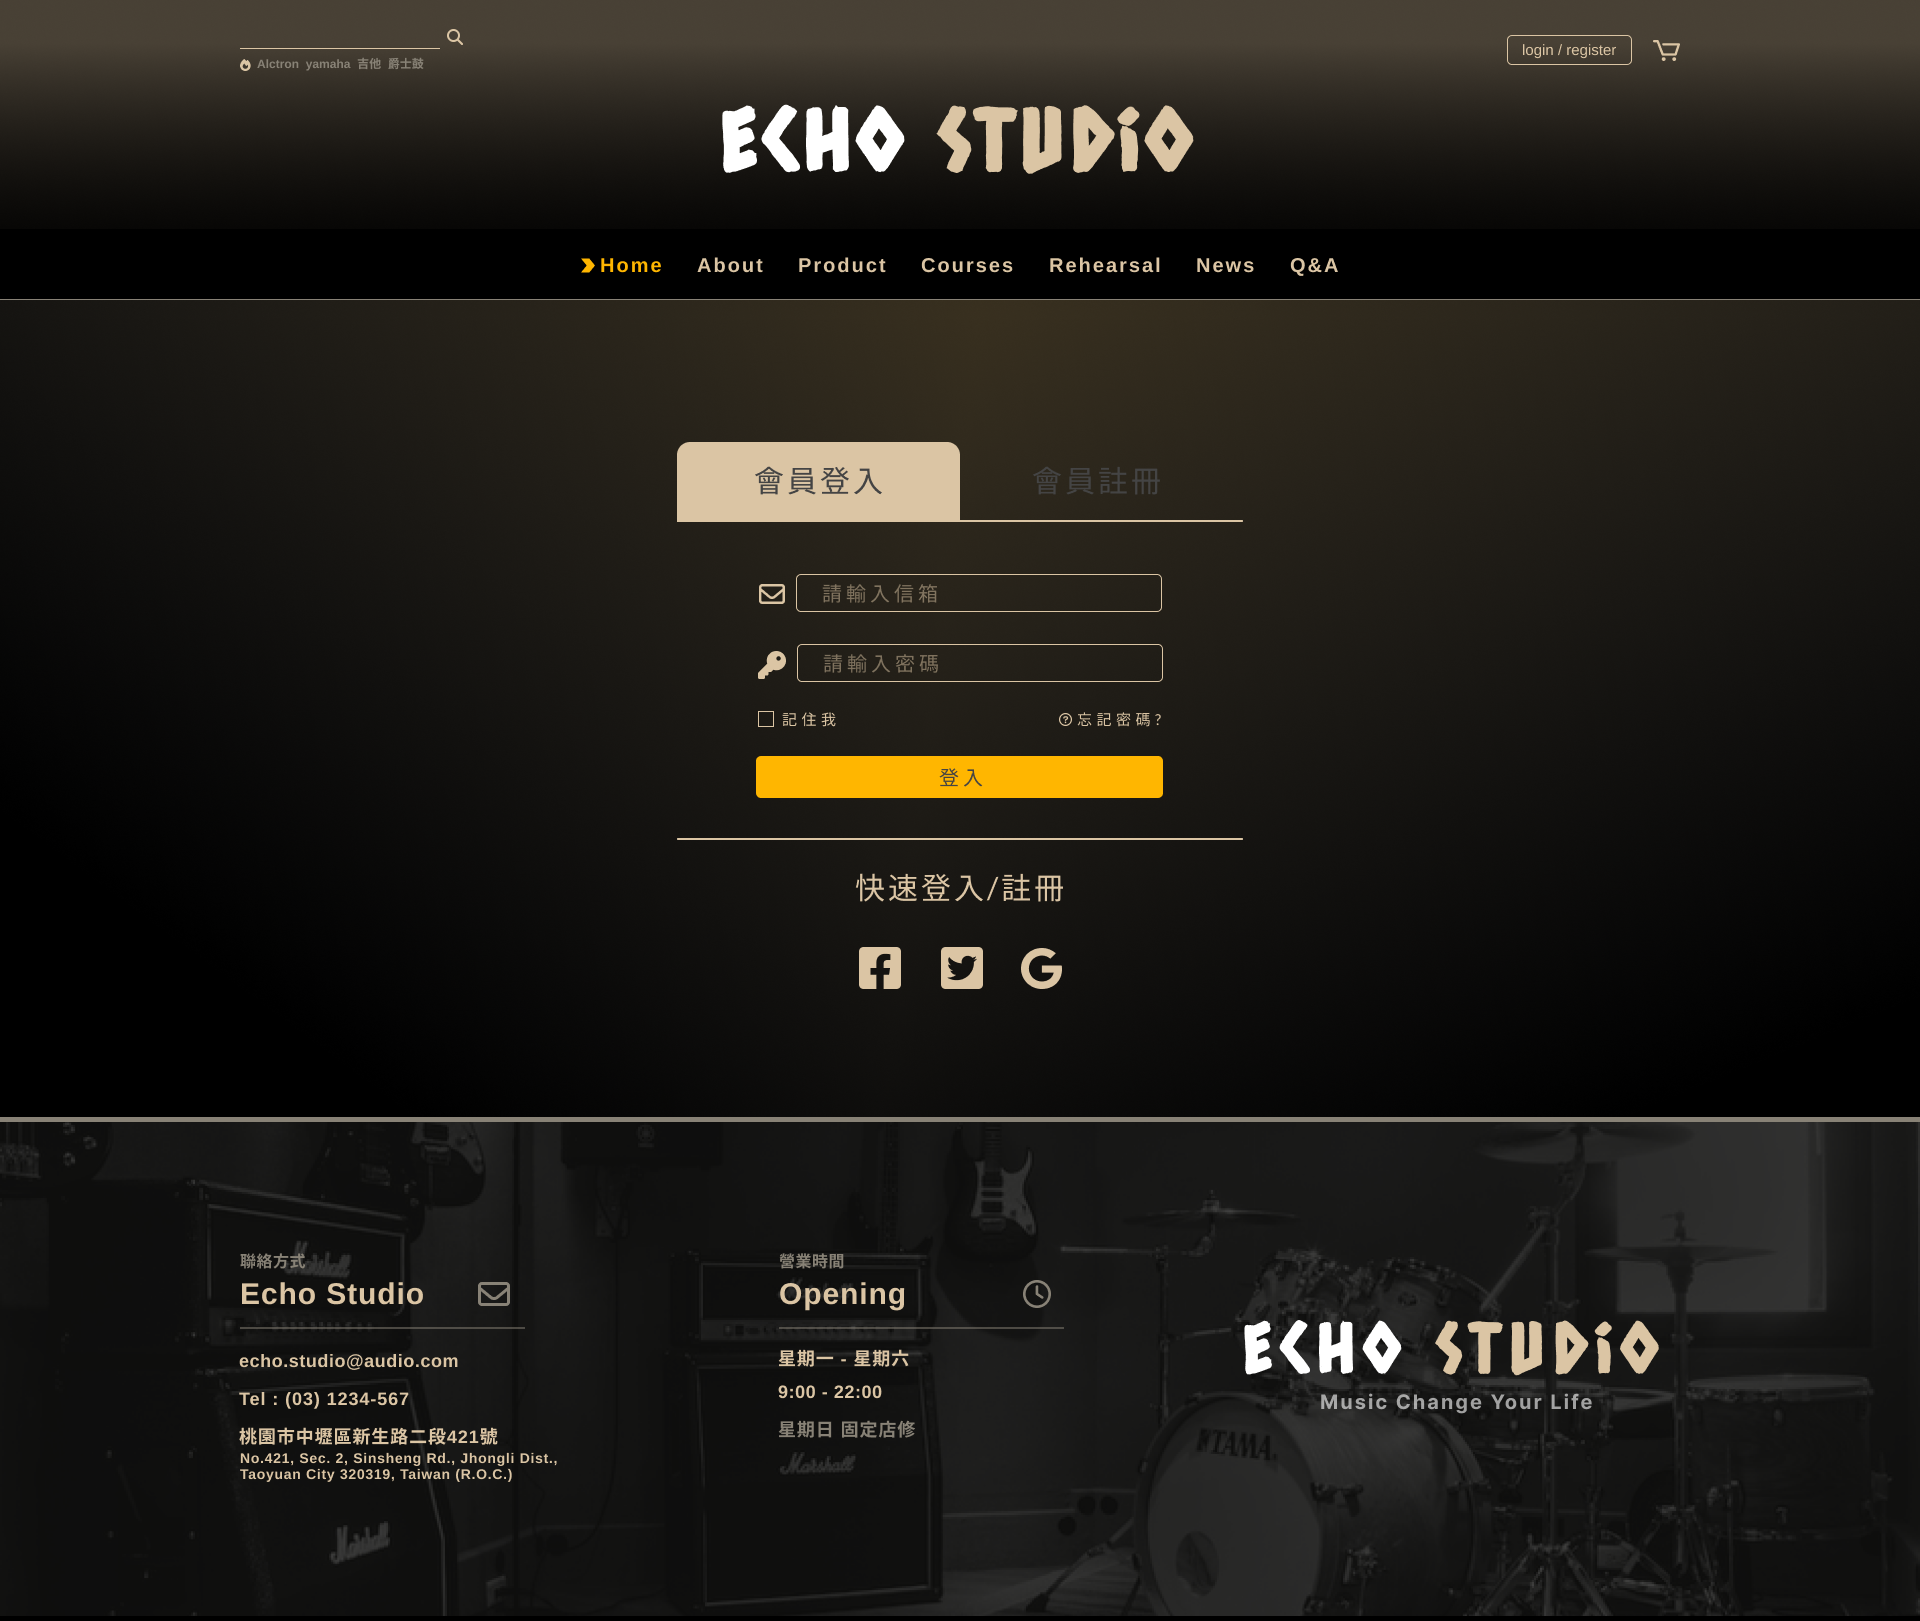 Alctron yamaha 吉他 爵士鼓
login / register
ECHO STUDiO
Home About Product Courses Rehearsal News Q&A
會員登入 會員註冊
請輸入信箱
請輸入密碼
記住我 忘記密碼?
登入
快速登入/註冊
聯絡方式
Echo Studio
echo.studio@audio.com
Tel : (03) 1234-567
桃園市中壢區新生路二段421號
No.421, Sec. 2, Sinsheng Rd., Jhongli Dist.,
Taoyuan City 320319, Taiwan (R.O.C.)
營業時間
Opening
星期一 - 星期六
9:00 - 22:00
星期日 固定店修
ECHO STUDiO
Music Change Your Life
Marshall
Marshall
Marshall
TAMA